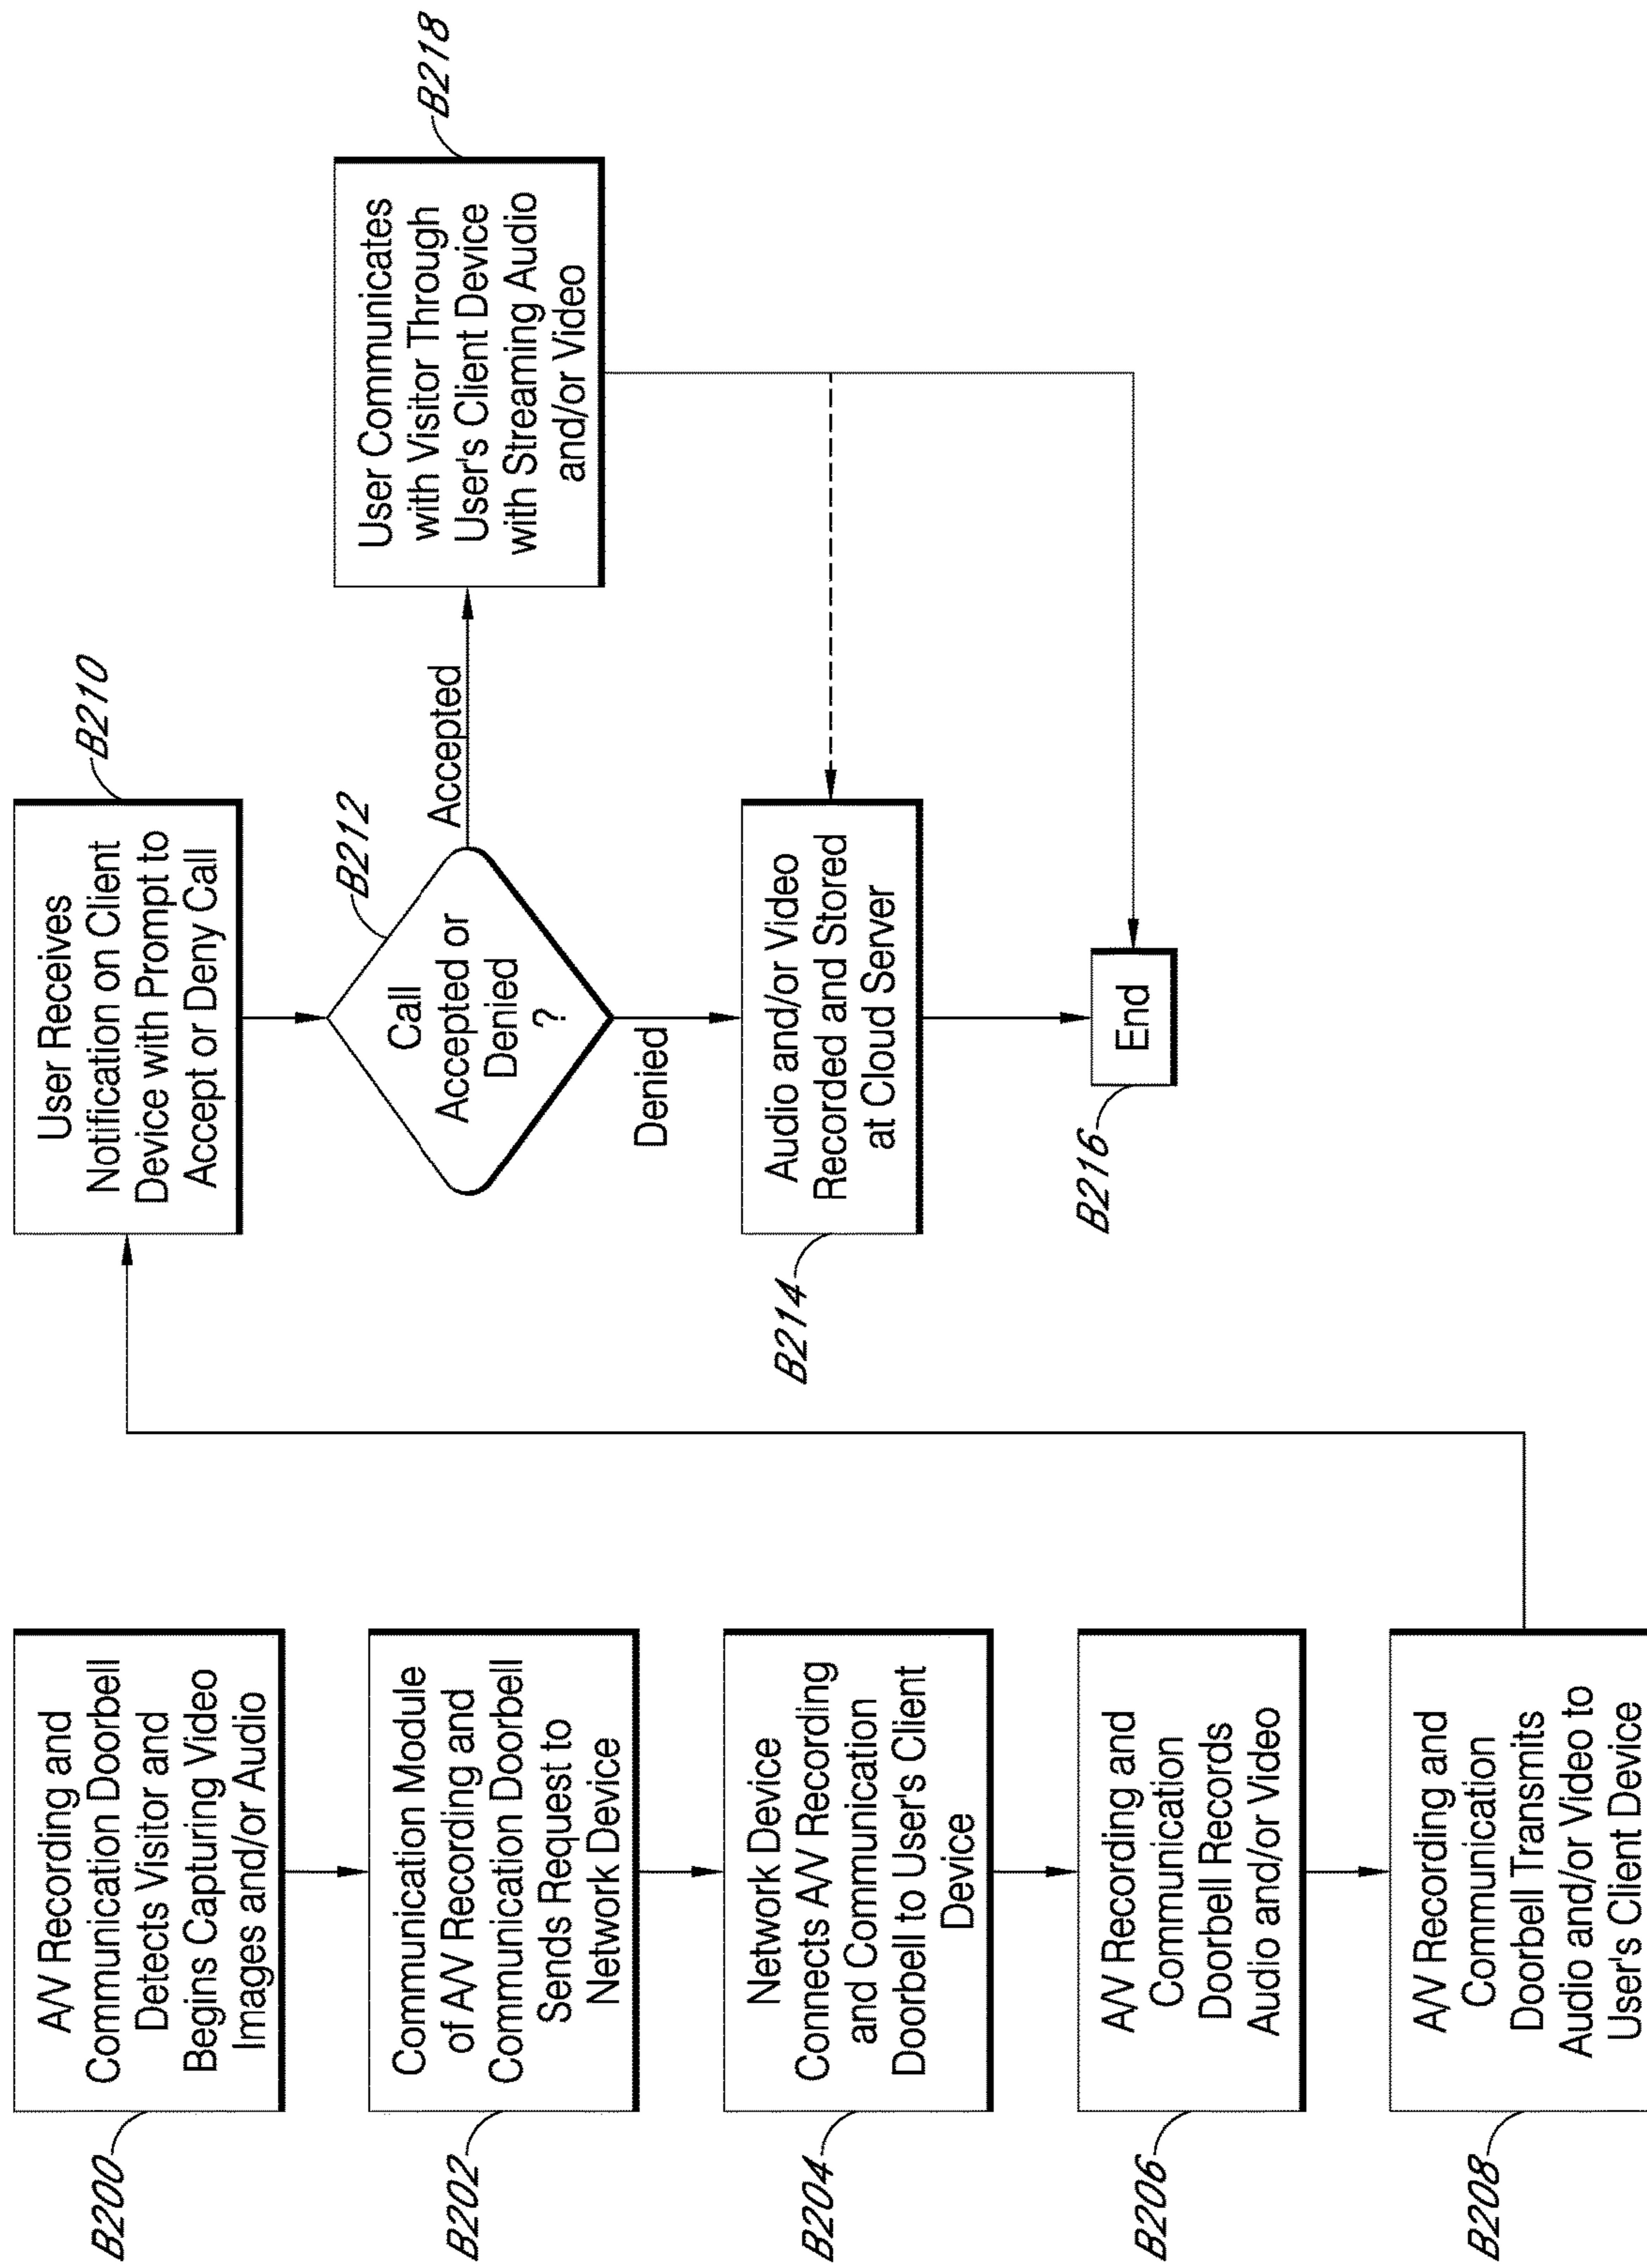 A/V Recording and
Communication Doorbell
Detects Visitor and
Begins Capturing Video
Images and/or Audio
B200
Communication Module
of A/V Recording and
Communication Doorbell
Sends Request to
Network Device
B202
Network Device
Connects A/V Recording
and Communication
Doorbell to User's Client
Device
B204
A/V Recording and
Communication
Doorbell Records
Audio and/or Video
B206
A/V Recording and
Communication
Doorbell Transmits
Audio and/or Video to
User's Client Device
B208
User Receives
Notification on Client
Device with Prompt to
Accept or Deny Call
B210
Call
Accepted or
Denied
?
B212
Accepted
Denied
User Communicates
with Visitor Through
User's Client Device
with Streaming Audio
and/or Video
B218
Audio and/or Video
Recorded and Stored
at Cloud Server
B214
End
B216